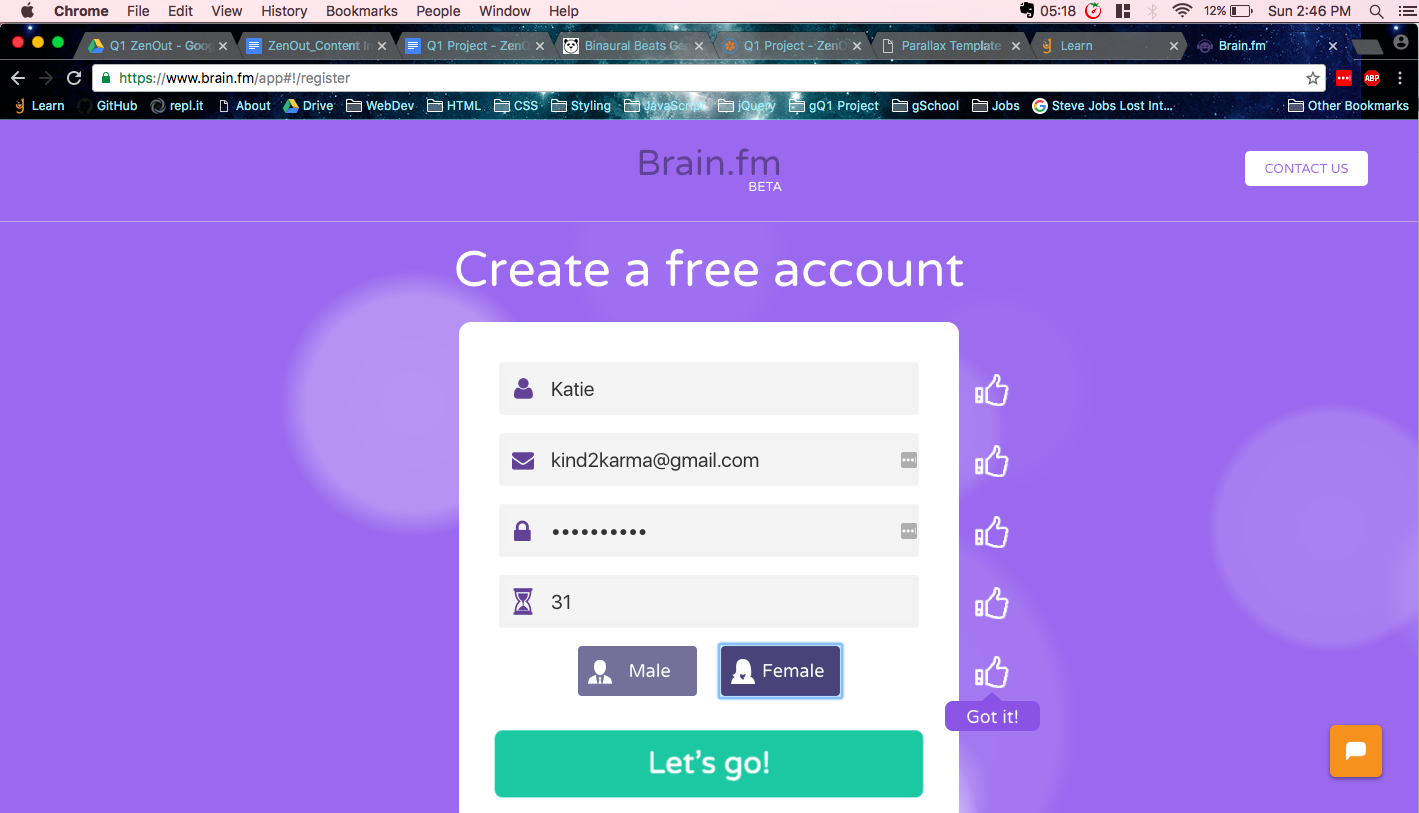 Chrome File Edit View History Bookmarks People Window Help 05:18 12% Sun 2:46 PM
Q1 ZenOut - Goog ZenOut_Content In Q1 Project - ZenO Binaural Beats Ge Q1 Project - ZenO Parallax Template Learn Brain.fm
https://www.brain.fm/app#!/register ABP
Learn GitHub repl.it About Drive WebDev HTML CSS Styling JavaScript jQuery gQ1 Project gSchool Jobs Steve Jobs Lost Int... Other Bookmarks
Brain.fm
BETA
CONTACT US
Create a free account
Katie
kind2karma@gmail.com
••••••••••
31
Male Female
Got it!
Let's go!